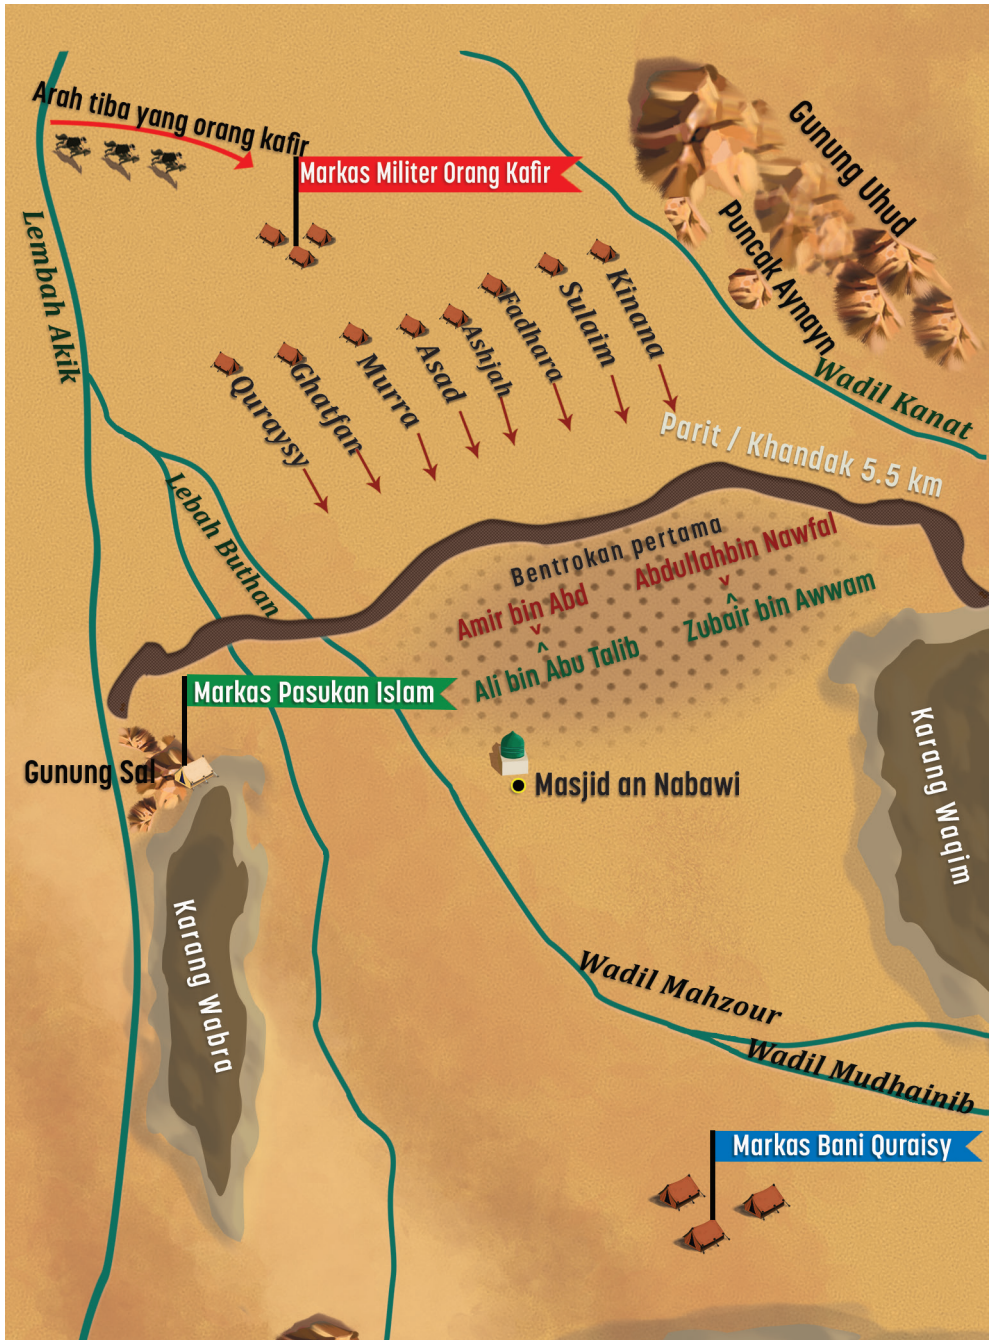 Arah tiba yang orang kafir
Markas Militer Orang Kafir
Gunung Uhud
Puncak Aynayn
Lembah Akik
Kinana
Sulaim
Fadhara
Ashjah
Asad
Murra
Ghatfan
Quraysy
Wadil Kanat
Parit / Khandak 5.5 km
Lebah Buthan
Bentrokan pertama
Abdullahbin Nawfal
v
^
Zubair bin Awwam
Amir bin Abd
v
^
Ali bin Abu Talib
Markas Pasukan Islam
Gunung Sal
Masjid an Nabawi
Karang Waqim
Karang Wabra
Wadil Mahzour
Wadil Mudhainib
Markas Bani Quraisy